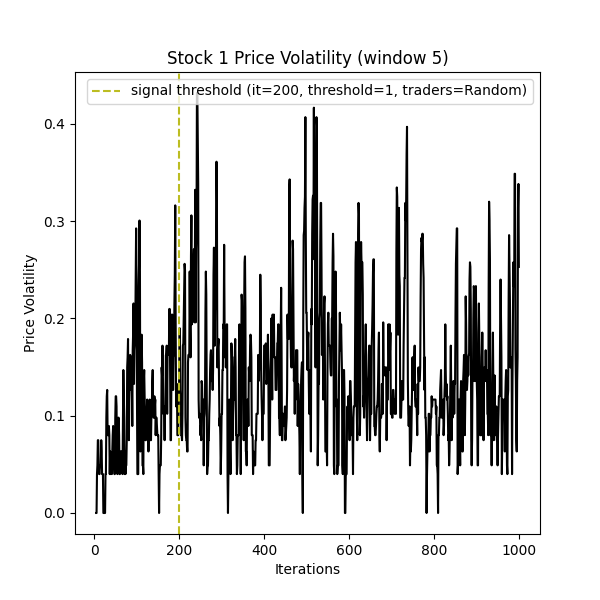 Stock 1 Price Volatility (window 5)
signal threshold (it=200, threshold=1, traders=Random)
0.4
0.3
0.2
0.1
0.0
Price Volatility
0 200 400 600 800 1000
Iterations